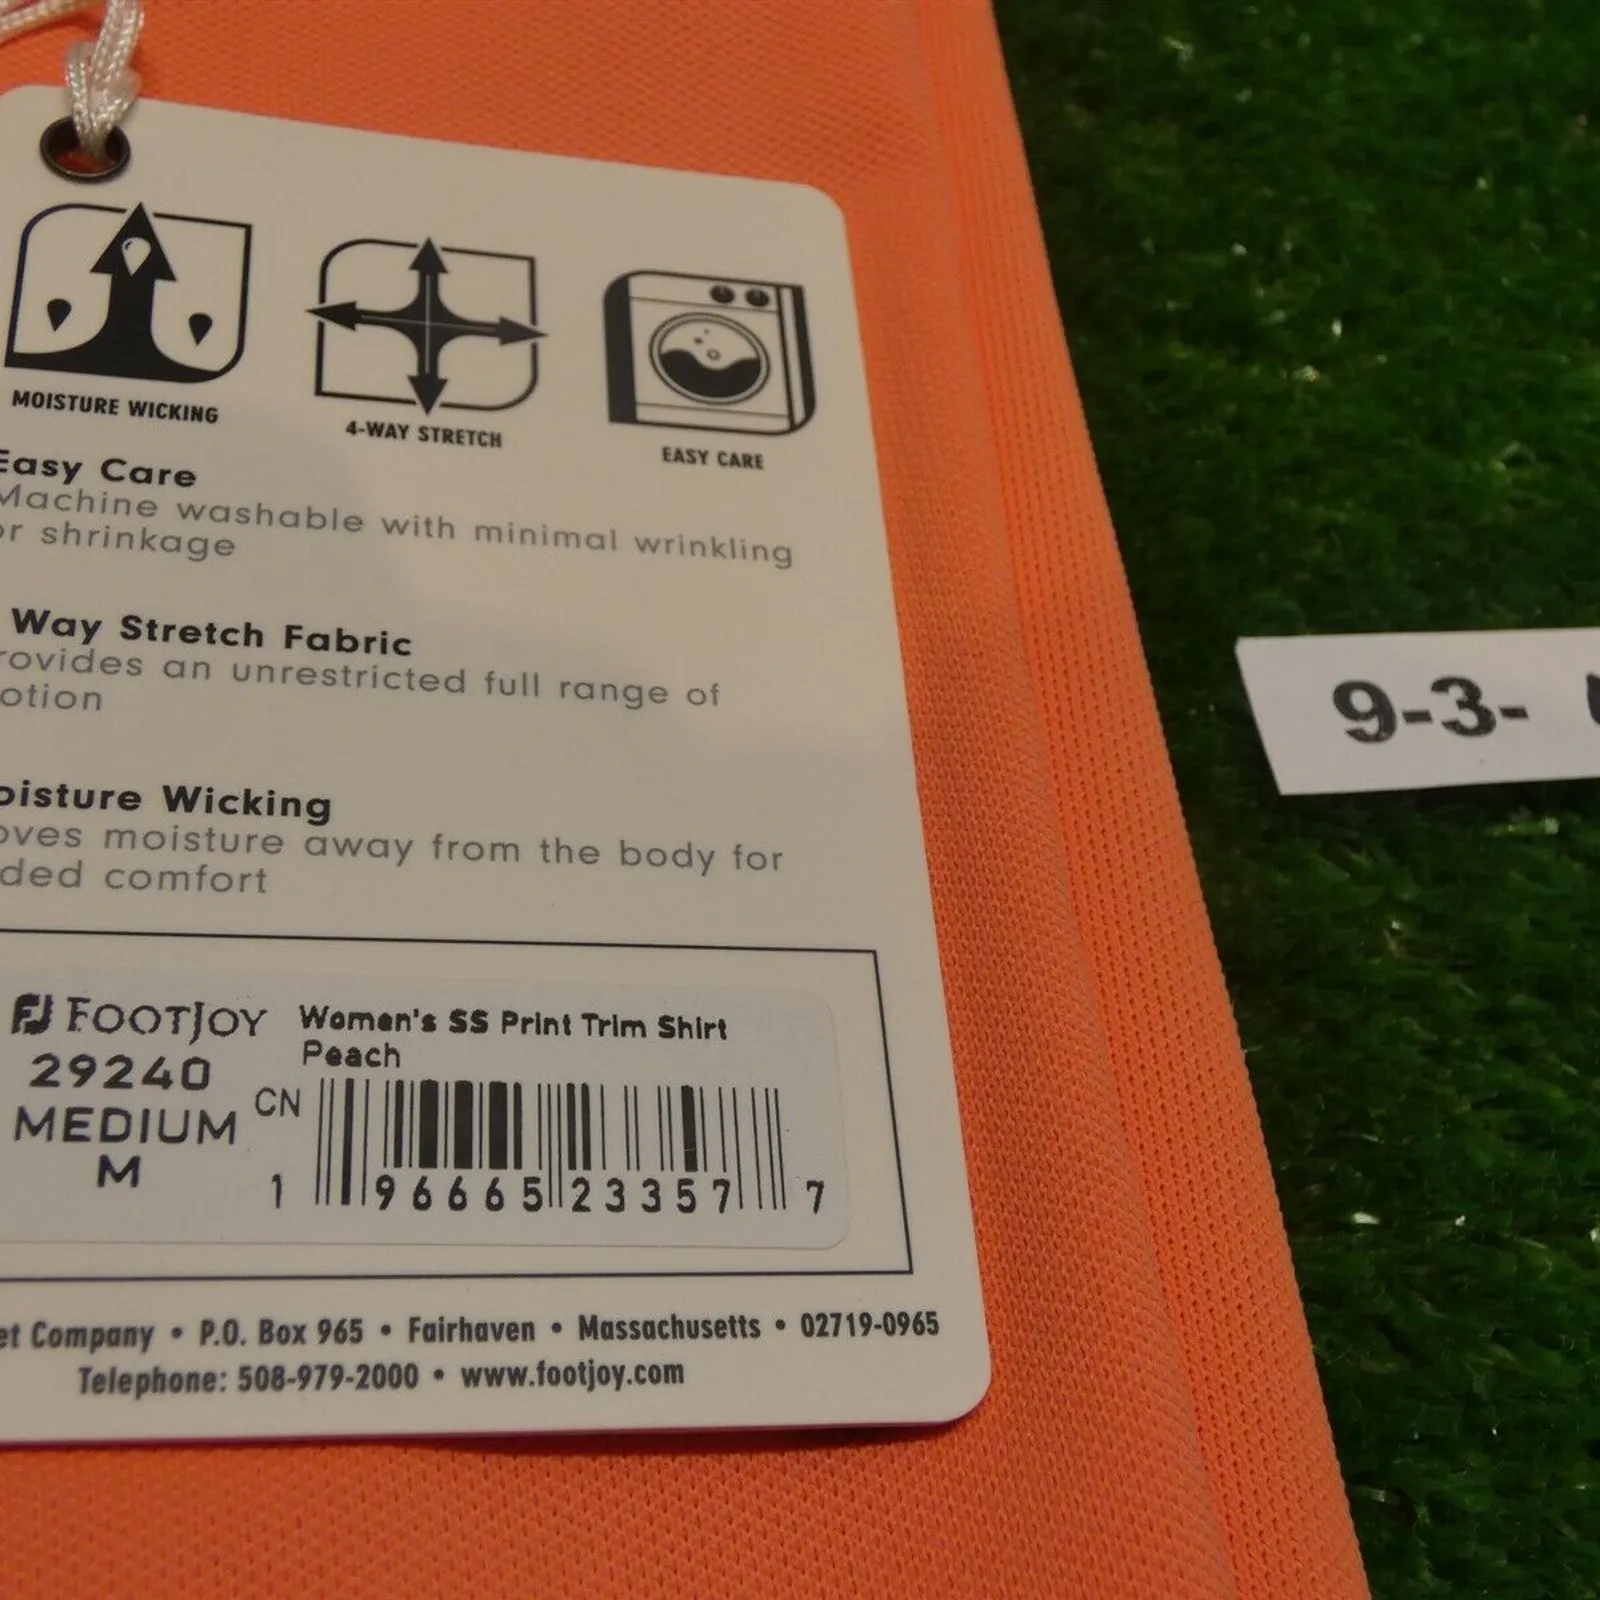 MOISTURE WICKING
4-WAY STRETCH
EASY CARE
Easy Care
Machine washable with minimal wrinkling
or shrinkage
Way Stretch Fabric
rovides an unrestricted full range of
otion
oisture Wicking
oves moisture away from the body for
ded comfort
FJ FOOTJOY
Women's SS Print Trim Shirt
Peach
29240
MEDIUM
M
CN
1 96665 23357 7
et Company • P.O. Box 965 • Fairhaven • Massachusetts • 02719-0965
Telephone: 508-979-2000 • www.footjoy.com
9-3-